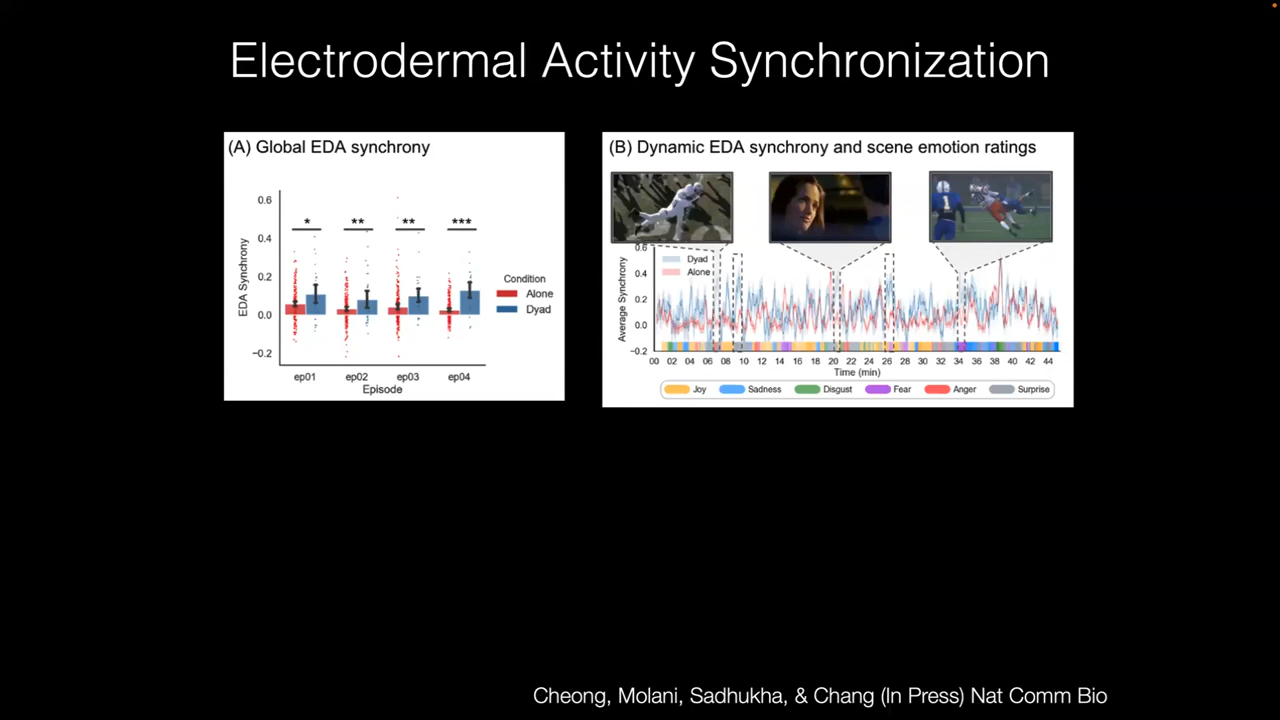 Electrodermal Activity Synchronization
(A) Global EDA synchrony
0.6
0.4
0.2
0.0
−0.2
EDA Synchrony
* ** ** ***
ep01 ep02 ep03 ep04
Episode
Condition
Alone
Dyad
(B) Dynamic EDA synchrony and scene emotion ratings
1
0.6
0.4
0.2
0.0
−0.2
Average Synchrony
Dyad
Alone
00 02 04 06 08 10 12 14 16 18 20 22 24 26 28 30 32 34 36 38 40 42 44
Time (min)
Joy Sadness Disgust Fear Anger Surprise
Cheong, Molani, Sadhukha, & Chang (In Press) Nat Comm Bio